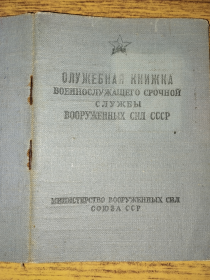 СЛУЖЕБНАЯ КНИЖКА
ВОЕННОСЛУЖАЩЕГО СРОЧНОЙ
СЛУЖБЫ
ВООРУЖЕННЫХ СИЛ СССР
МИНИСТЕРСТВО ВООРУЖЕННЫХ СИЛ
СОЮЗА ССР